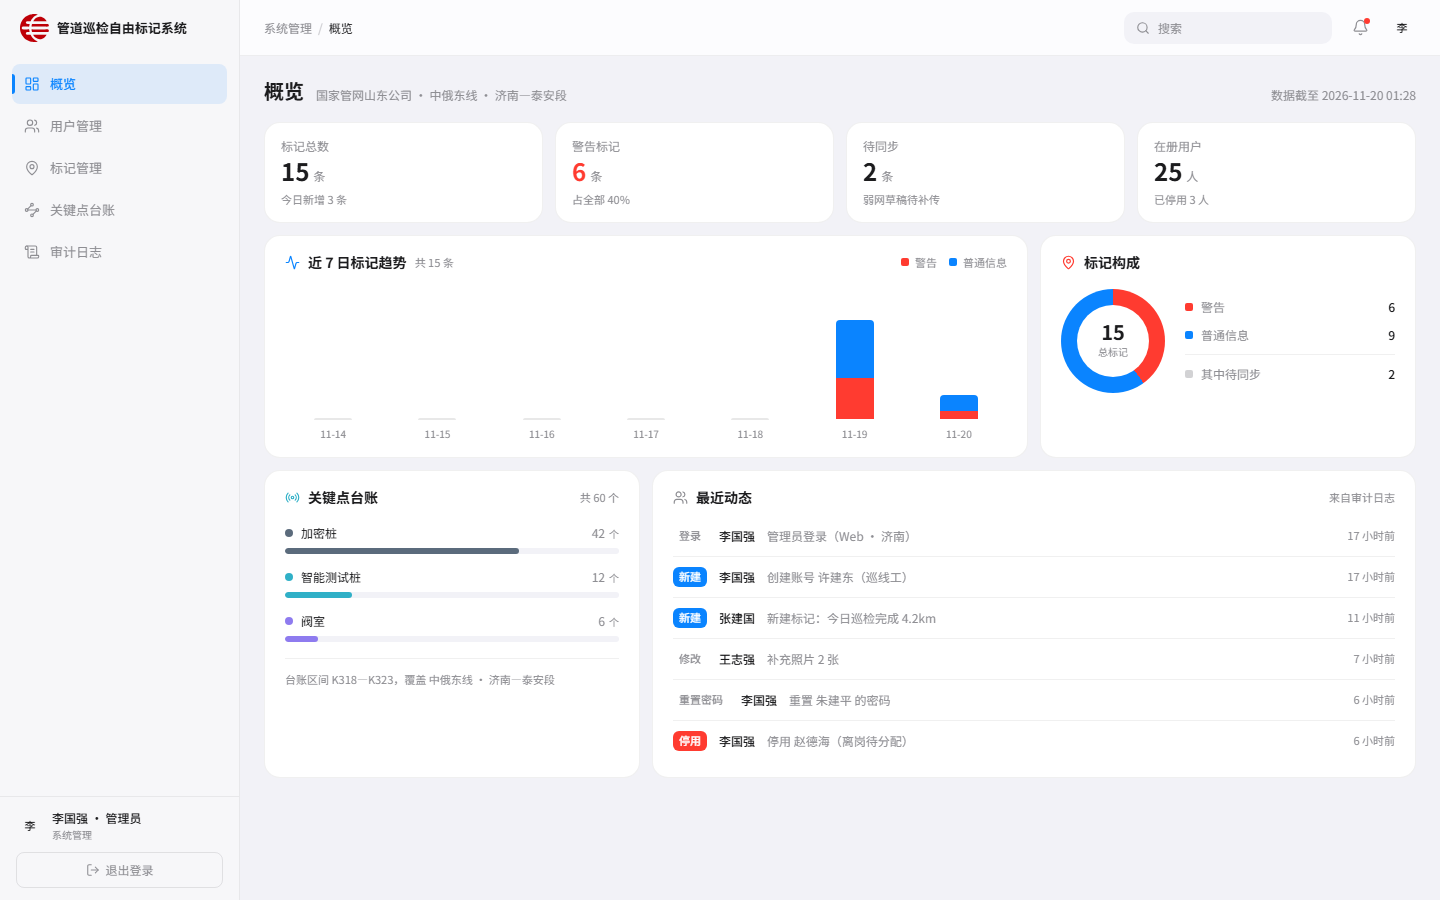 管道巡检自由标记系统
概览
用户管理
标记管理
关键点台账
审计日志
李
李国强 · 管理员
系统管理
退出登录
系统管理 / 概览
搜索
李
概览 国家管网山东公司 · 中俄东线 · 济南—泰安段
数据截至 2026-11-20 01:28
标记总数
15 条
今日新增 3 条
警告标记
6 条
占全部 40%
待同步
2 条
弱网草稿待补传
在册用户
25 人
已停用 3 人
近 7 日标记趋势 共 15 条
警告 普通信息
11-14 11-15 11-16 11-17 11-18 11-19 11-20
标记构成
15
总标记
警告 6
普通信息 9
其中待同步 2
关键点台账 共 60 个
加密桩 42 个
智能测试桩 12 个
阀室 6 个
台账区间 K318—K323，覆盖 中俄东线 · 济南—泰安段
最近动态 来自审计日志
登录 李国强 管理员登录（Web · 济南） 17 小时前
新建 李国强 创建账号 许建东（巡线工） 17 小时前
新建 张建国 新建标记：今日巡检完成 4.2km 11 小时前
修改 王志强 补充照片 2 张 7 小时前
重置密码 李国强 重置 朱建平 的密码 6 小时前
停用 李国强 停用 赵德海（离岗待分配） 6 小时前